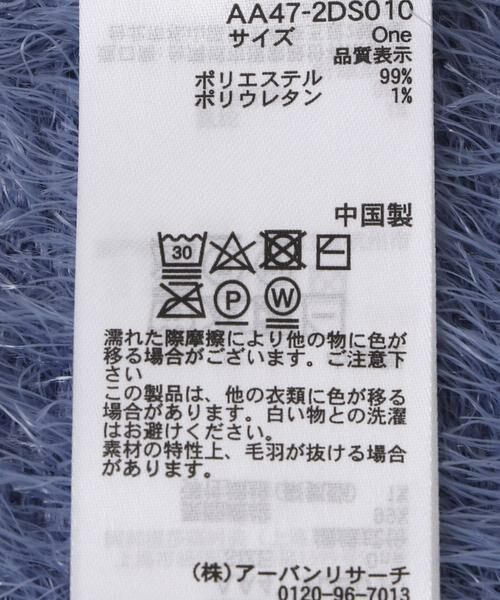 AA47-2DS010
サイズ One
品質表示
ポリエステル 99%
ポリウレタン 1%
中国製
30
P W
濡れた際摩擦により他の物に色が
移る場合がございます。ご注意下
さい
この製品は、他の衣類に色が移る
場合があります。白い物との洗濯
はお避けください。
素材の特性上、毛羽が抜ける場合
があります。
(株)アーバンリサーチ
0120-96-7013